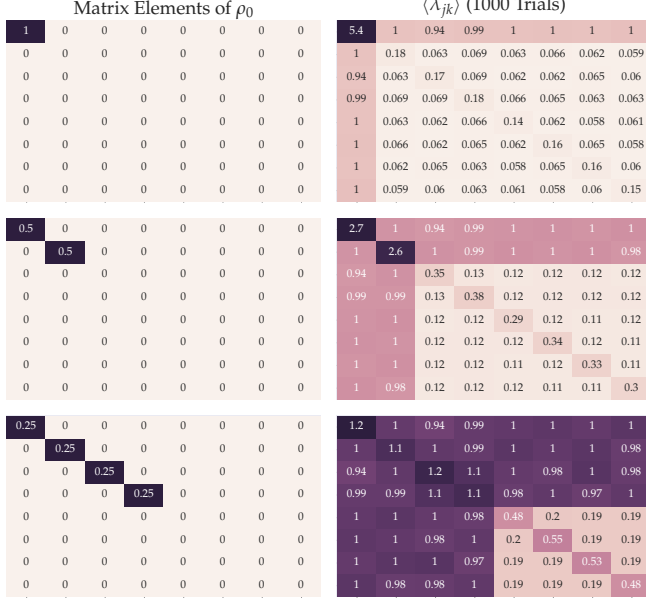 Matrix Elements of ρ₀ ⟨λⱼₖ⟩ (1000 Trials)
1 0 0 0 0 0 0 0 5.4 1 0.94 0.99 1 1 1 1
0 0 0 0 0 0 0 0 1 0.18 0.063 0.069 0.063 0.066 0.062 0.059
0 0 0 0 0 0 0 0 0.94 0.063 0.17 0.069 0.062 0.062 0.065 0.06
0 0 0 0 0 0 0 0 0.99 0.069 0.069 0.18 0.066 0.065 0.063 0.063
0 0 0 0 0 0 0 0 1 0.063 0.062 0.066 0.14 0.062 0.058 0.061
0 0 0 0 0 0 0 0 1 0.066 0.062 0.065 0.062 0.16 0.065 0.058
0 0 0 0 0 0 0 0 1 0.062 0.065 0.063 0.058 0.065 0.16 0.06
0 0 0 0 0 0 0 0 1 0.059 0.06 0.063 0.061 0.058 0.06 0.15
0.5 0 0 0 0 0 0 0 2.7 1 0.94 0.99 1 1 1 1
0 0.5 0 0 0 0 0 0 1 2.6 1 0.99 1 1 1 0.98
0 0 0 0 0 0 0 0 0.94 1 0.35 0.13 0.12 0.12 0.12 0.12
0 0 0 0 0 0 0 0 0.99 0.99 0.13 0.38 0.12 0.12 0.12 0.12
0 0 0 0 0 0 0 0 1 1 0.12 0.12 0.29 0.12 0.11 0.12
0 0 0 0 0 0 0 0 1 1 0.12 0.12 0.12 0.34 0.12 0.11
0 0 0 0 0 0 0 0 1 1 0.12 0.12 0.11 0.12 0.33 0.11
0 0 0 0 0 0 0 0 1 0.98 0.12 0.12 0.12 0.11 0.11 0.3
0.25 0 0 0 0 0 0 0 1.2 1 0.94 0.99 1 1 1 1
0 0.25 0 0 0 0 0 0 1 1.1 1 0.99 1 1 1 0.98
0 0 0.25 0 0 0 0 0 0.94 1 1.2 1.1 1 0.98 1 0.98
0 0 0 0.25 0 0 0 0 0.99 0.99 1.1 1.1 0.98 1 0.97 1
0 0 0 0 0 0 0 0 1 1 1 0.98 0.48 0.2 0.19 0.19
0 0 0 0 0 0 0 0 1 1 0.98 1 0.2 0.55 0.19 0.19
0 0 0 0 0 0 0 0 1 1 1 0.97 0.19 0.19 0.53 0.19
0 0 0 0 0 0 0 0 1 0.98 0.98 1 0.19 0.19 0.19 0.48